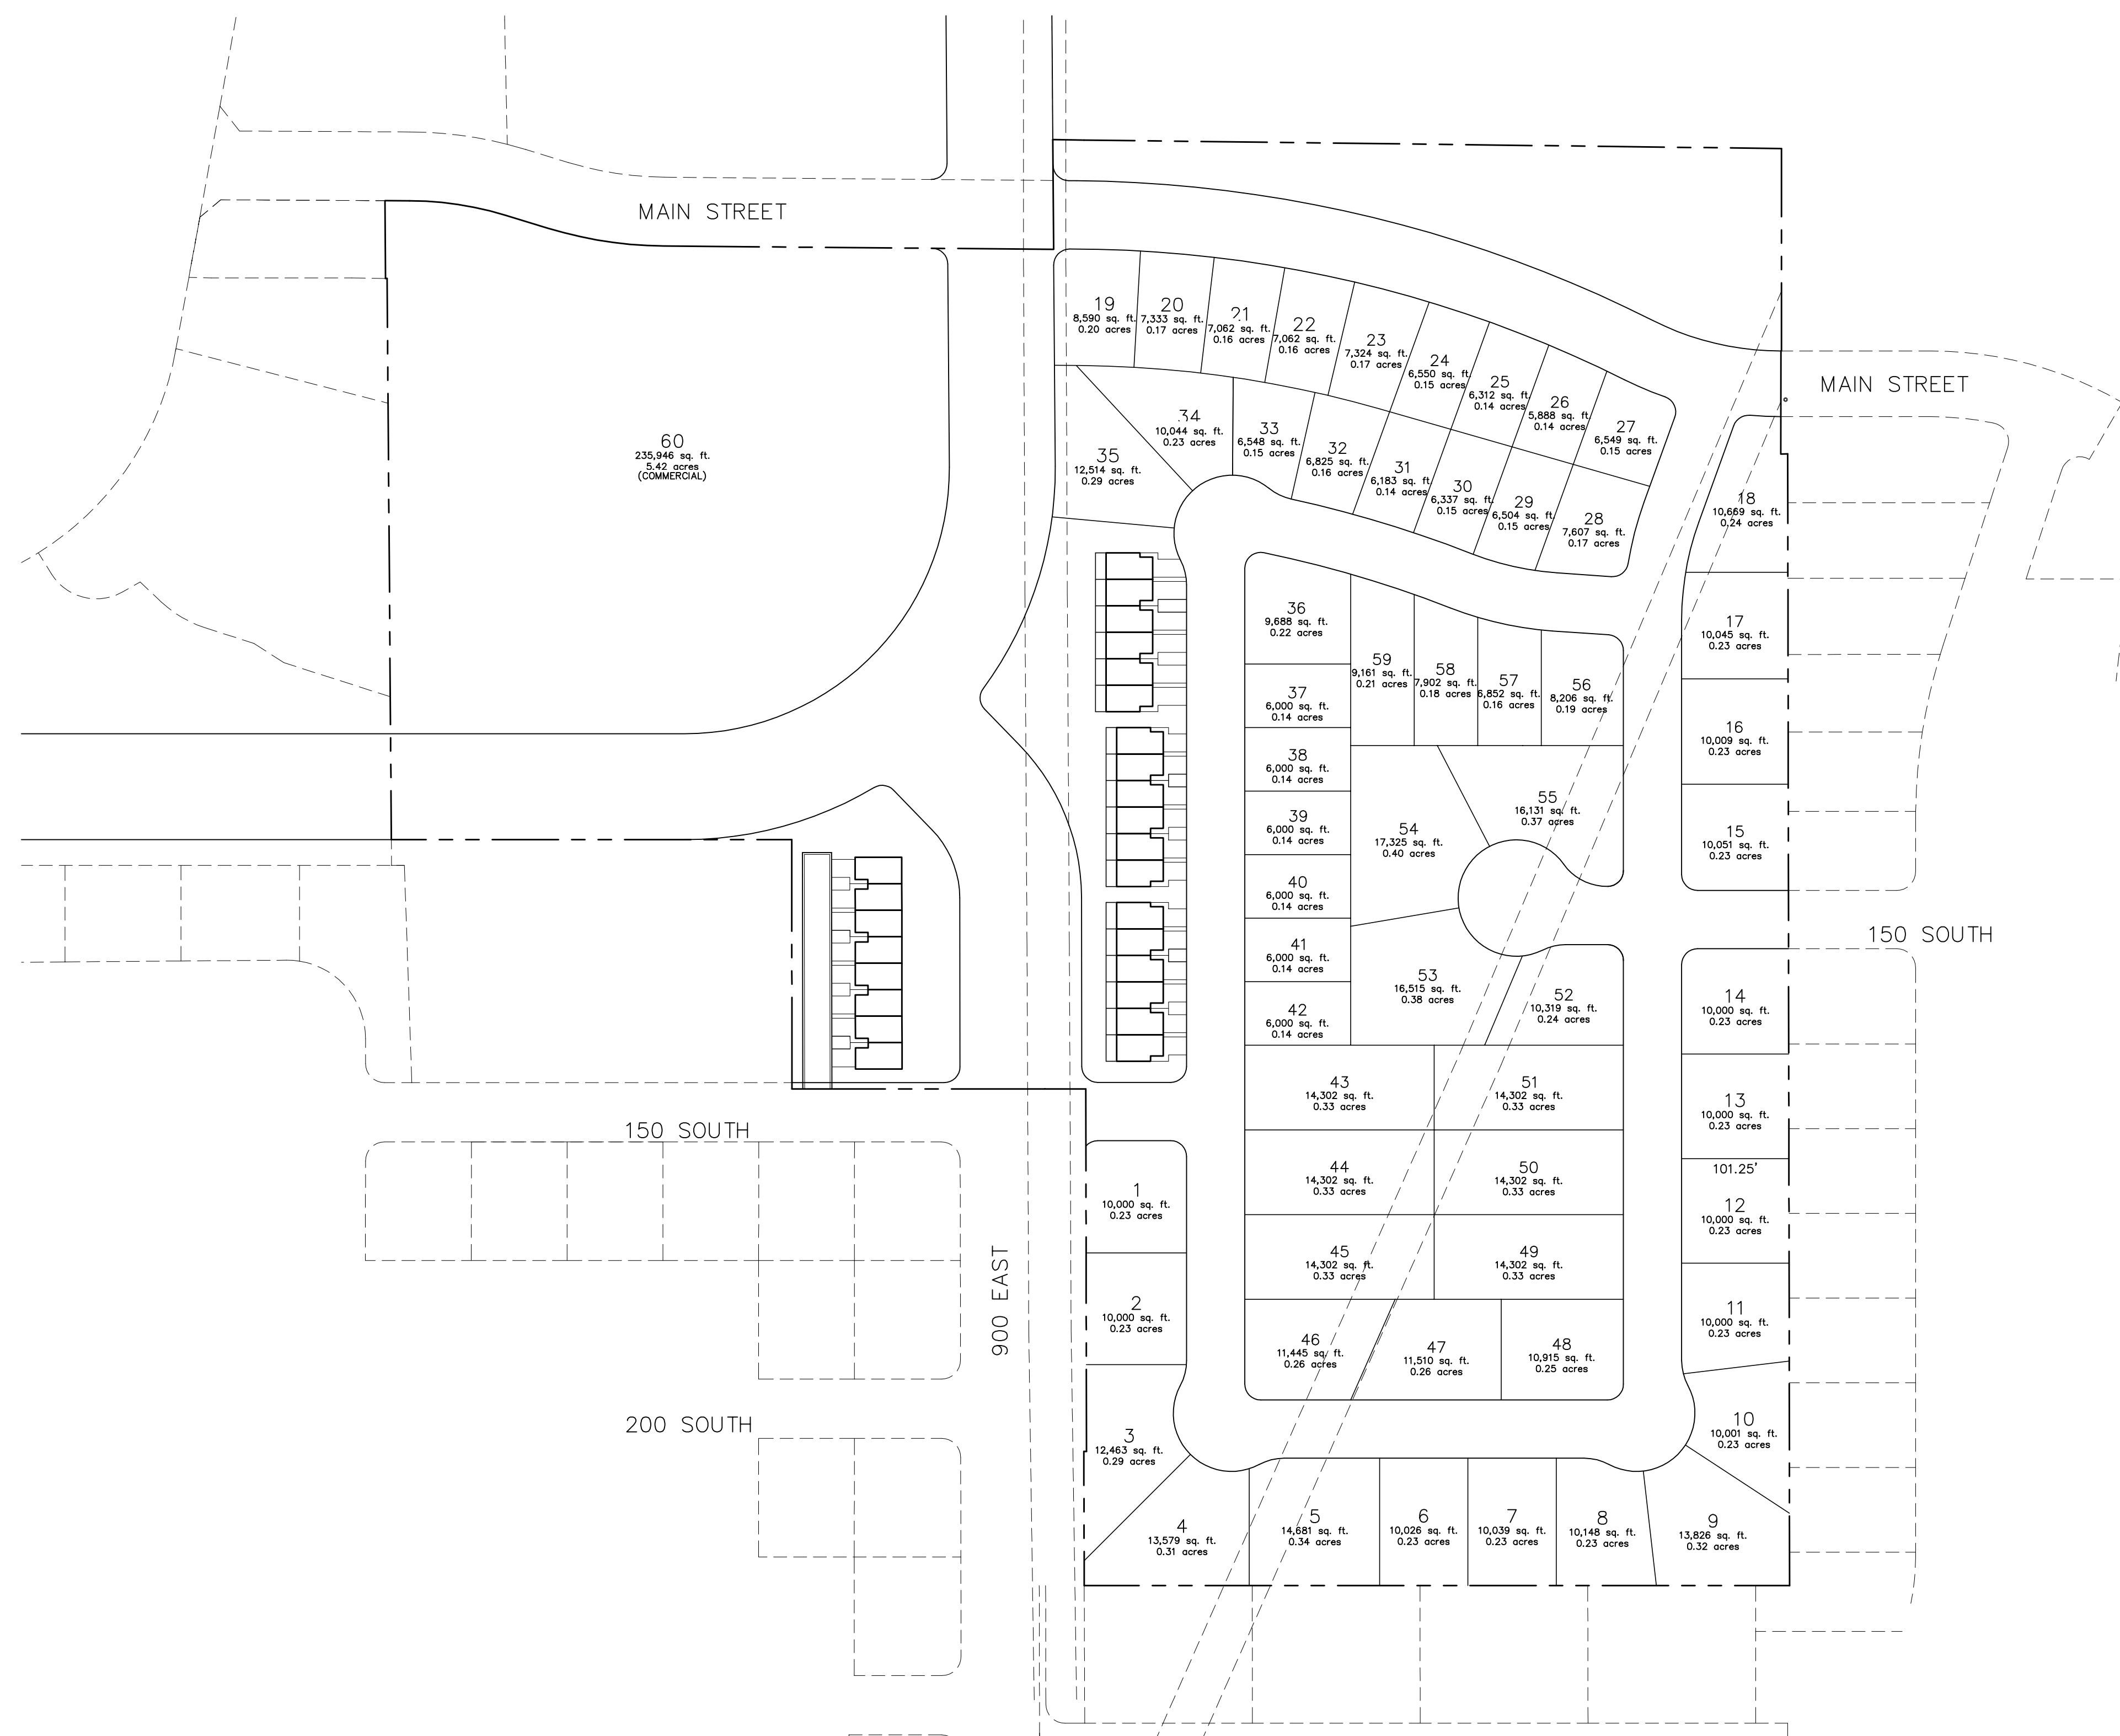 MAIN STREET
MAIN STREET
19
8,590 sq. ft.
0.20 acres
20
7,333 sq. ft.
0.17 acres
21
7,062 sq. ft.
0.16 acres
22
7,062 sq. ft.
0.16 acres
23
7,324 sq. ft.
0.17 acres
24
6,550 sq. ft.
0.15 acres
25
6,312 sq. ft.
0.14 acres
26
5,888 sq. ft.
0.14 acres
27
6,549 sq. ft.
0.15 acres
60
235,946 sq. ft.
5.42 acres
(COMMERCIAL)
35
12,514 sq. ft.
0.29 acres
34
10,044 sq. ft.
0.23 acres
33
6,548 sq. ft.
0.15 acres
32
6,825 sq. ft.
0.16 acres
31
6,183 sq. ft.
0.14 acres
30
6,337 sq. ft.
0.15 acres
29
6,504 sq. ft.
0.15 acres
28
7,607 sq. ft.
0.17 acres
18
10,669 sq. ft.
0.24 acres
36
9,688 sq. ft.
0.22 acres
59
9,161 sq. ft.
0.21 acres
58
7,902 sq. ft.
0.18 acres
57
6,852 sq. ft.
0.16 acres
56
8,206 sq. ft.
0.19 acres
17
10,045 sq. ft.
0.23 acres
37
6,000 sq. ft.
0.14 acres
16
10,009 sq. ft.
0.23 acres
38
6,000 sq. ft.
0.14 acres
55
16,131 sq. ft.
0.37 acres
39
6,000 sq. ft.
0.14 acres
54
17,325 sq. ft.
0.40 acres
15
10,051 sq. ft.
0.23 acres
40
6,000 sq. ft.
0.14 acres
150 SOUTH
41
6,000 sq. ft.
0.14 acres
53
16,515 sq. ft.
0.38 acres
52
10,319 sq. ft.
0.24 acres
14
10,000 sq. ft.
0.23 acres
42
6,000 sq. ft.
0.14 acres
43
14,302 sq. ft.
0.33 acres
51
14,302 sq. ft.
0.33 acres
13
10,000 sq. ft.
0.23 acres
150 SOUTH
101.25'
44
14,302 sq. ft.
0.33 acres
50
14,302 sq. ft.
0.33 acres
1
10,000 sq. ft.
0.23 acres
12
10,000 sq. ft.
0.23 acres
45
14,302 sq. ft.
0.33 acres
49
14,302 sq. ft.
0.33 acres
900 EAST
2
10,000 sq. ft.
0.23 acres
11
10,000 sq. ft.
0.23 acres
46
11,445 sq. ft.
0.26 acres
47
11,510 sq. ft.
0.26 acres
48
10,915 sq. ft.
0.25 acres
200 SOUTH
3
12,463 sq. ft.
0.29 acres
10
10,001 sq. ft.
0.23 acres
4
13,579 sq. ft.
0.31 acres
5
14,681 sq. ft.
0.34 acres
6
10,026 sq. ft.
0.23 acres
7
10,039 sq. ft.
0.23 acres
8
10,148 sq. ft.
0.23 acres
9
13,826 sq. ft.
0.32 acres